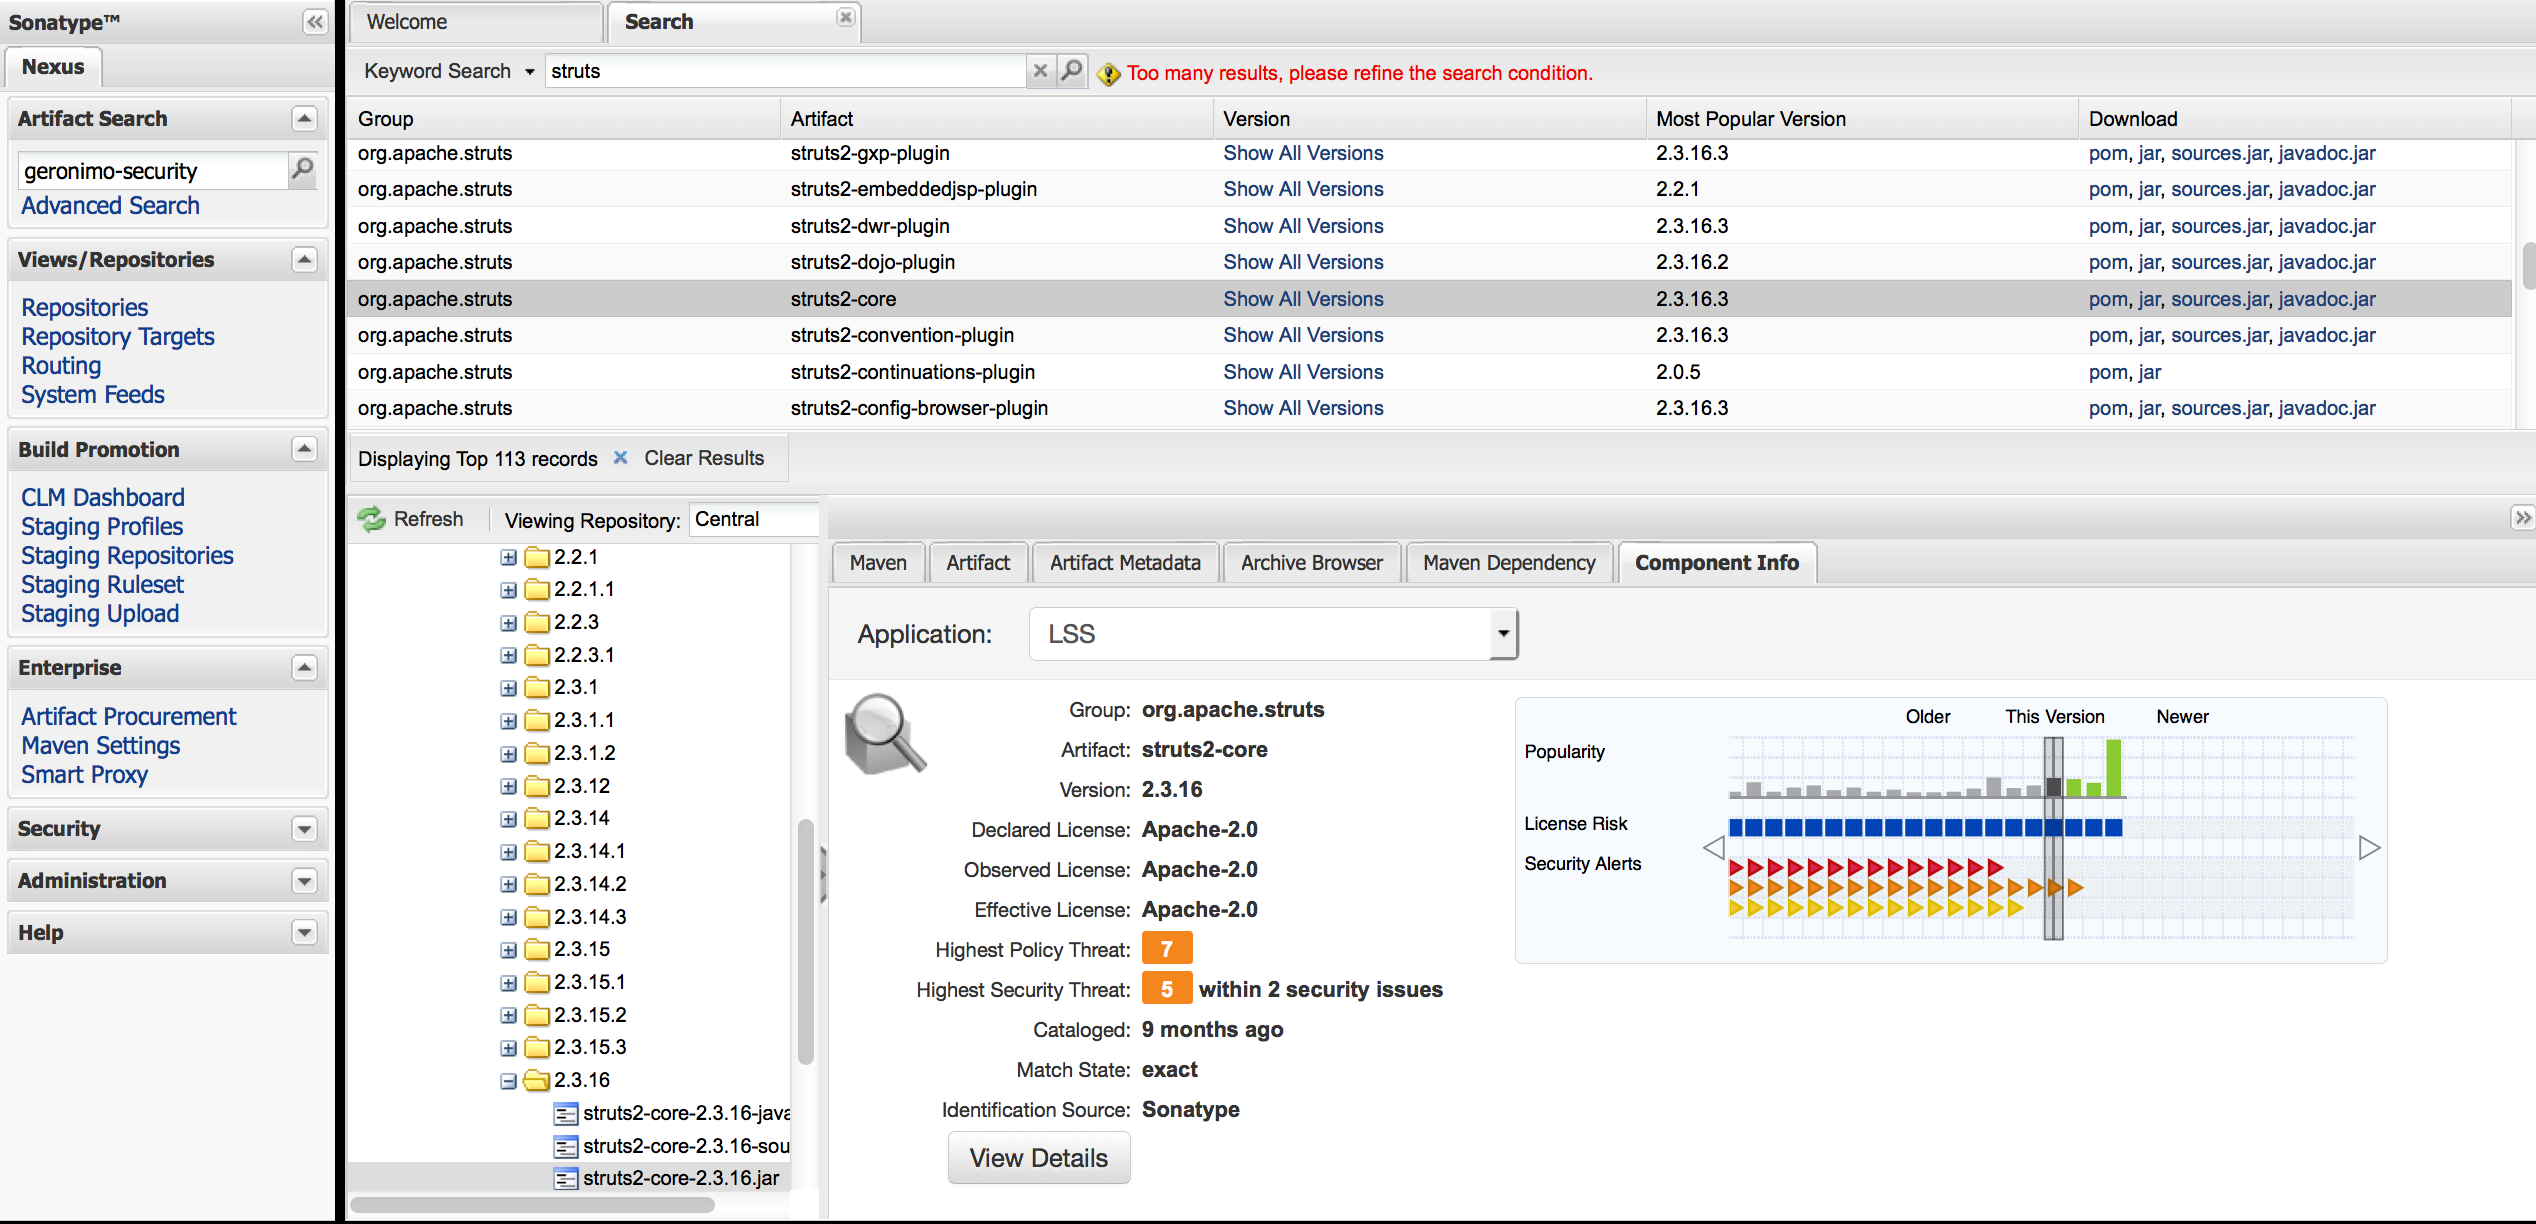 Sonatype™
Nexus
Artifact Search
geronimo-security
Advanced Search
Views/Repositories
Repositories
Repository Targets
Routing
System Feeds
Build Promotion
CLM Dashboard
Staging Profiles
Staging Repositories
Staging Ruleset
Staging Upload
Enterprise
Artifact Procurement
Maven Settings
Smart Proxy
Security
Administration
Help
Welcome Search
Keyword Search struts Too many results, please refine the search condition.
Group Artifact Version Most Popular Version Download
org.apache.struts struts2-gxp-plugin Show All Versions 2.3.16.3 pom, jar, sources.jar, javadoc.jar
org.apache.struts struts2-embeddedjsp-plugin Show All Versions 2.2.1 pom, jar, sources.jar, javadoc.jar
org.apache.struts struts2-dwr-plugin Show All Versions 2.3.16.3 pom, jar, sources.jar, javadoc.jar
org.apache.struts struts2-dojo-plugin Show All Versions 2.3.16.2 pom, jar, sources.jar, javadoc.jar
org.apache.struts struts2-core Show All Versions 2.3.16.3 pom, jar, sources.jar, javadoc.jar
org.apache.struts struts2-convention-plugin Show All Versions 2.3.16.3 pom, jar, sources.jar, javadoc.jar
org.apache.struts struts2-continuations-plugin Show All Versions 2.0.5 pom, jar
org.apache.struts struts2-config-browser-plugin Show All Versions 2.3.16.3 pom, jar, sources.jar, javadoc.jar
Displaying Top 113 records Clear Results
Refresh Viewing Repository: Central
2.2.1
2.2.1.1
2.2.3
2.2.3.1
2.3.1
2.3.1.1
2.3.1.2
2.3.12
2.3.14
2.3.14.1
2.3.14.2
2.3.14.3
2.3.15
2.3.15.1
2.3.15.2
2.3.15.3
2.3.16
struts2-core-2.3.16-java
struts2-core-2.3.16-sou
struts2-core-2.3.16.jar
Maven Artifact Artifact Metadata Archive Browser Maven Dependency Component Info
Application: LSS
Group: org.apache.struts
Artifact: struts2-core
Version: 2.3.16
Declared License: Apache-2.0
Observed License: Apache-2.0
Effective License: Apache-2.0
Highest Policy Threat: 7
Highest Security Threat: 5 within 2 security issues
Cataloged: 9 months ago
Match State: exact
Identification Source: Sonatype
View Details
Older This Version Newer
Popularity
License Risk
Security Alerts